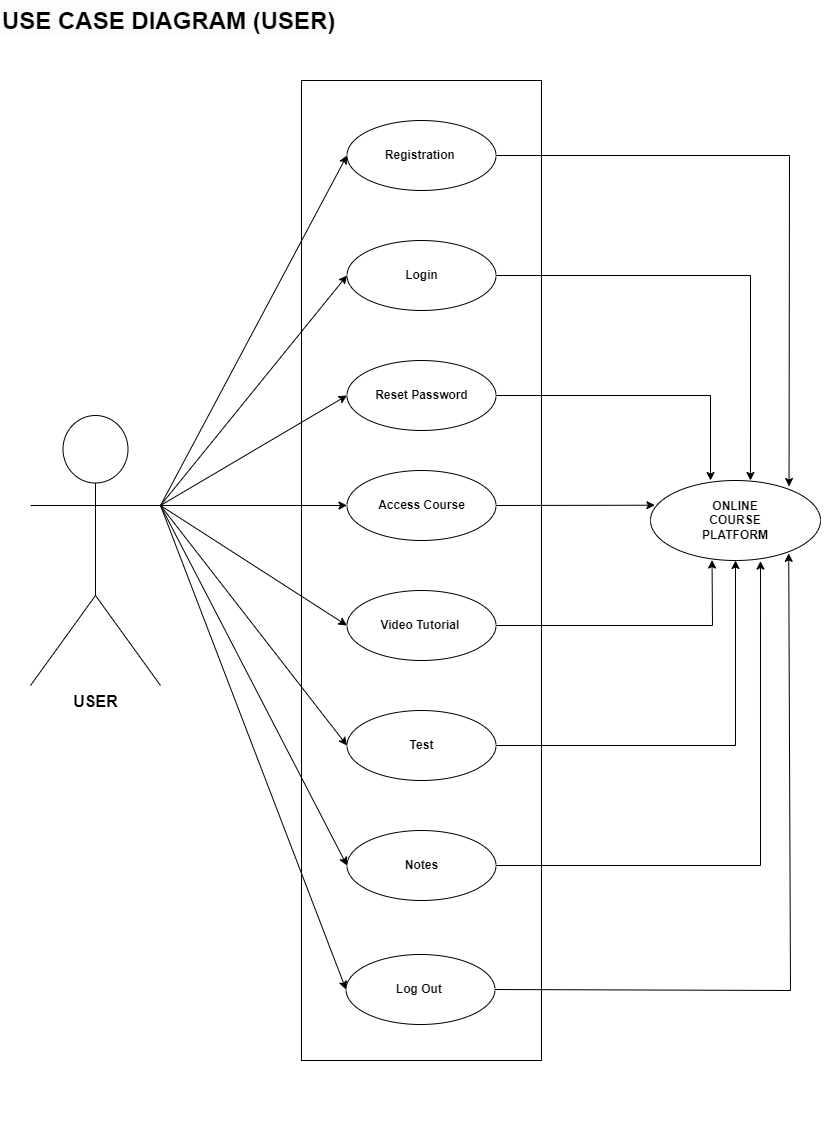 USE CASE DIAGRAM (USER)
Registration
Login
Reset Password
Access Course
ONLINE
COURSE
PLATFORM
Video Tutorial
USER
Test
Notes
Log Out